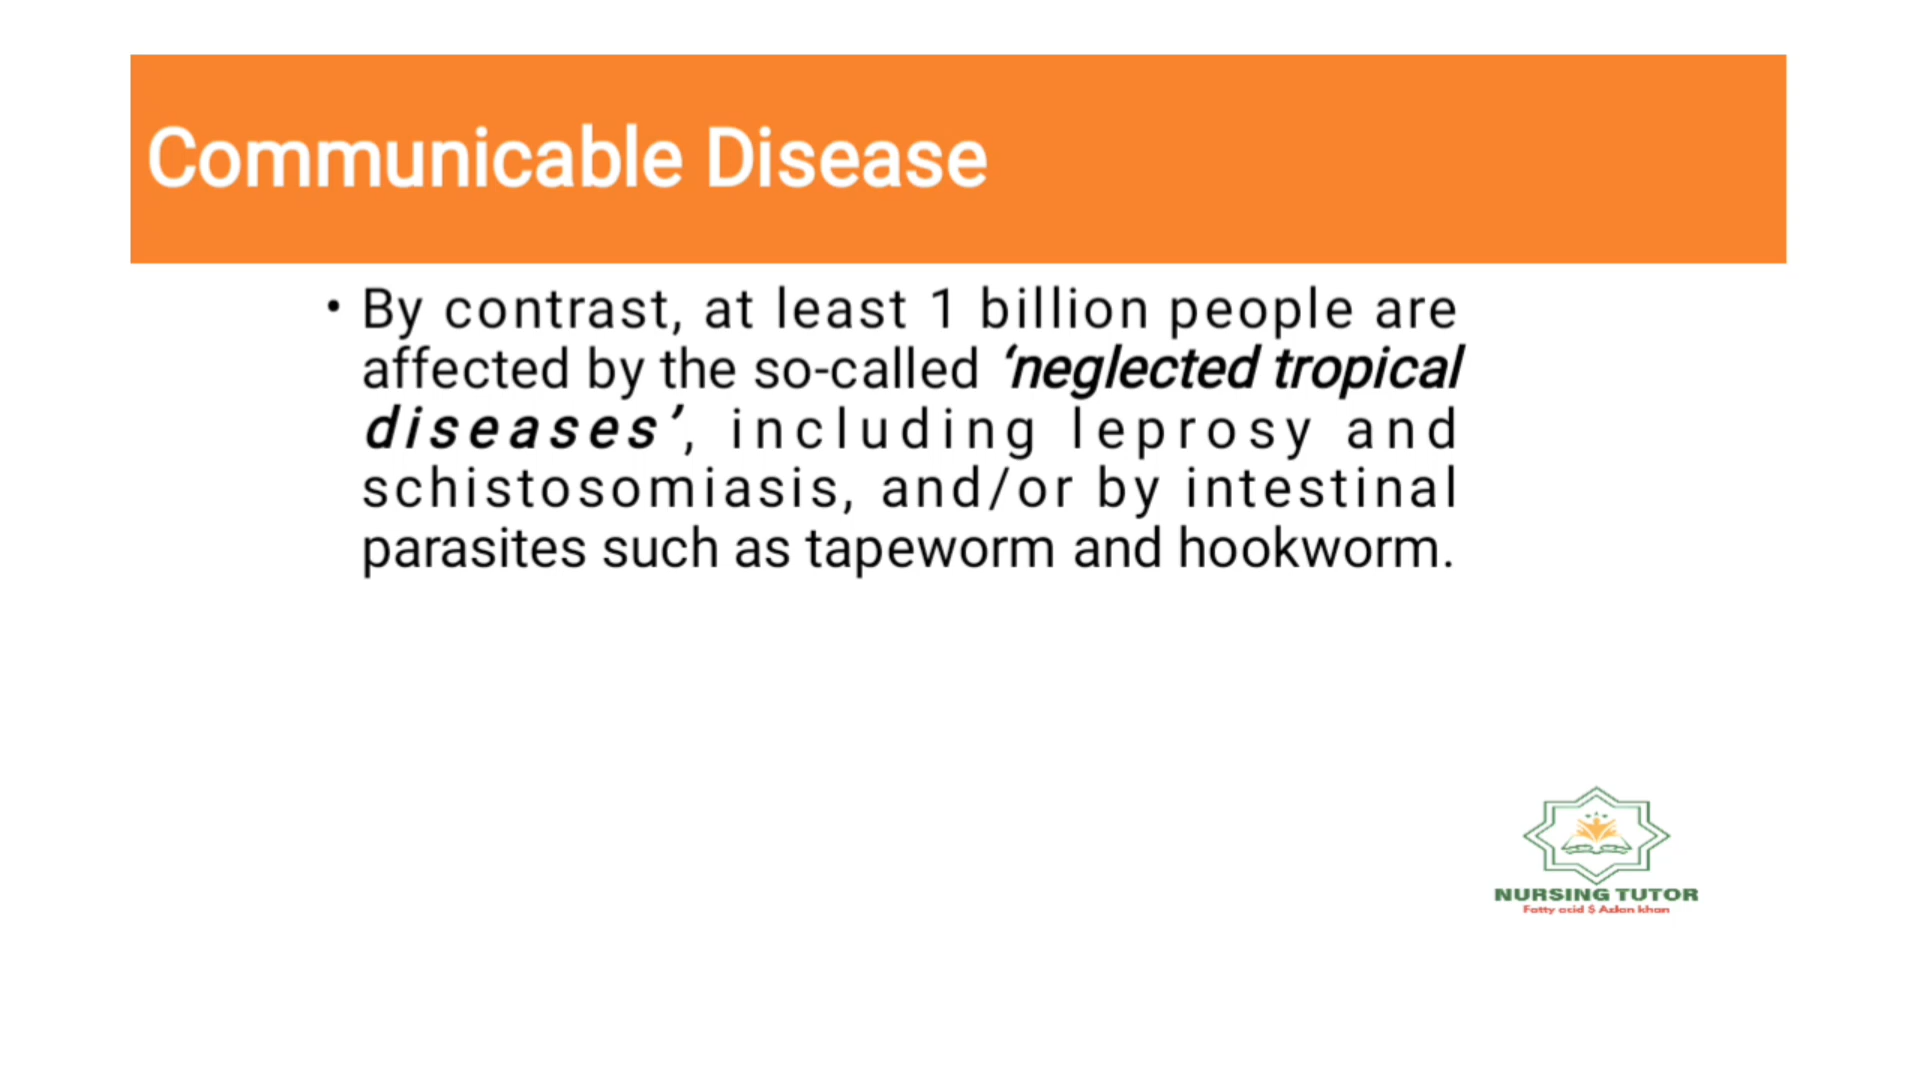 Communicable Disease
• By contrast, at least 1 billion people are
affected by the so-called ‘neglected tropical
diseases’, including leprosy and
schistosomiasis, and/or by intestinal
parasites such as tapeworm and hookworm.
NURSING TUTOR
Fatty acid $ Azlan khan